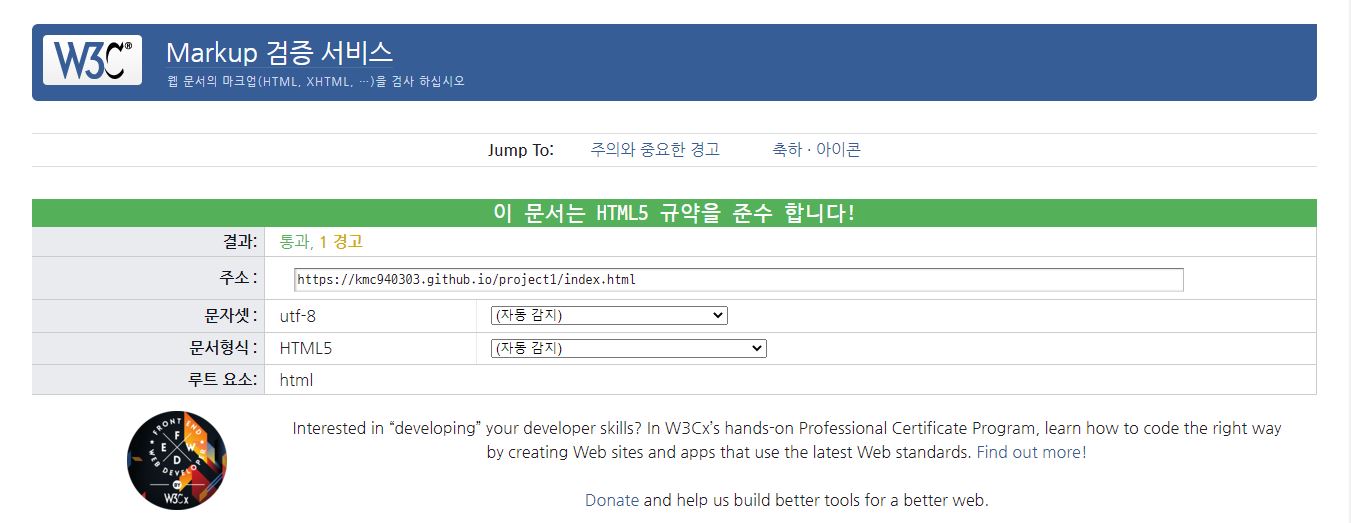 W3C®
Markup 검증 서비스
웹 문서의 마크업(HTML, XHTML, …)을 검사 하십시오
Jump To: 주의와 중요한 경고 축하 · 아이콘
이 문서는 HTML5 규약을 준수 합니다!
결과: 통과, 1 경고
주소 : https://kmc940303.github.io/project1/index.html
문자셋 : utf-8 (자동 감지)
문서형식 : HTML5 (자동 감지)
루트 요소: html
FRONT END
WEB DEVELOPER
F
E W
D
BY
W3Cx
Interested in “developing” your developer skills? In W3Cx’s hands-on Professional Certificate Program, learn how to code the right way
by creating Web sites and apps that use the latest Web standards. Find out more!
Donate and help us build better tools for a better web.